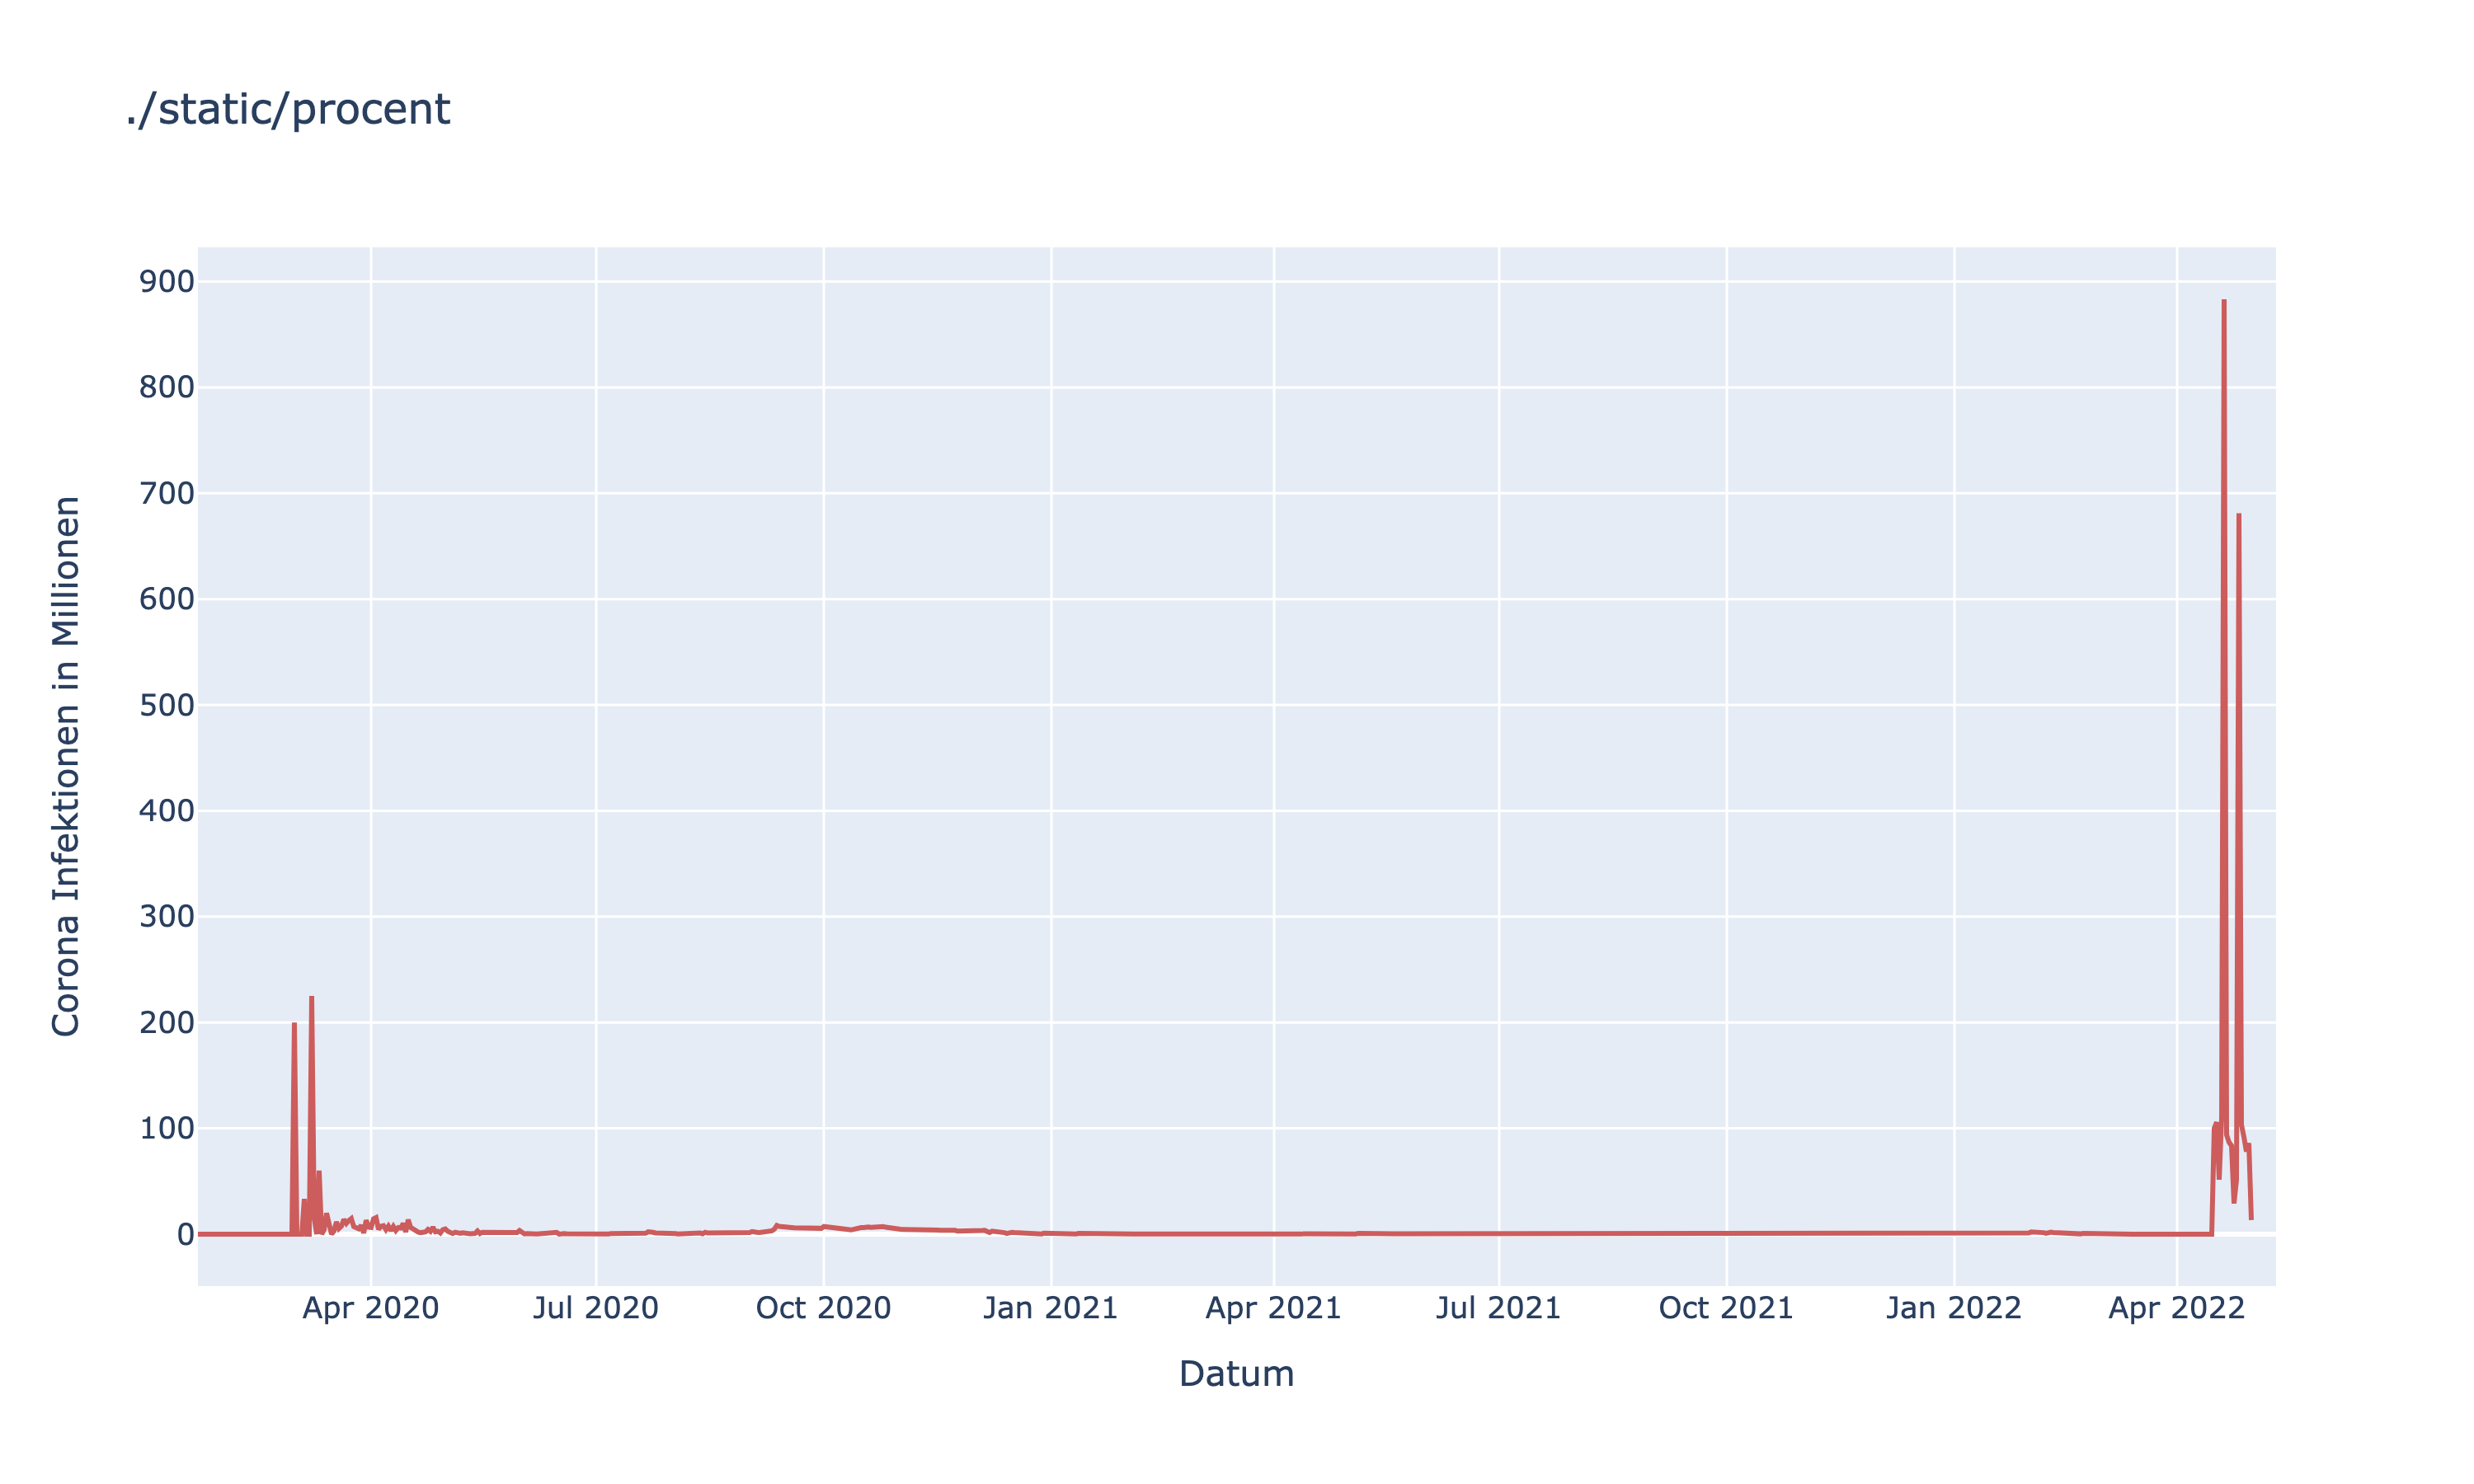 ./static/procent
900
800
700
600
500
400
300
200
100
0
Corona Infektionen in Millionen
Apr 2020 Jul 2020 Oct 2020 Jan 2021 Apr 2021 Jul 2021 Oct 2021 Jan 2022 Apr 2022
Datum